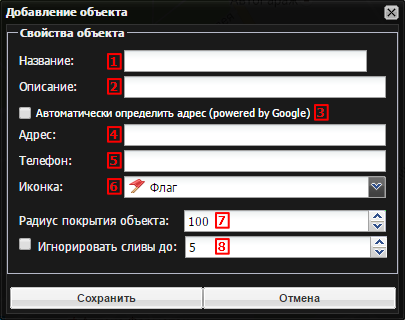 Добавление объекта
Свойства объекта
Название: 1
Описание: 2
Автоматически определить адрес (powered by Google) 3
Адрес: 4
Телефон: 5
Иконка: 6 Флаг
Радиус покрытия объекта: 100 7
Игнорировать сливы до: 5 8
Сохранить Отмена